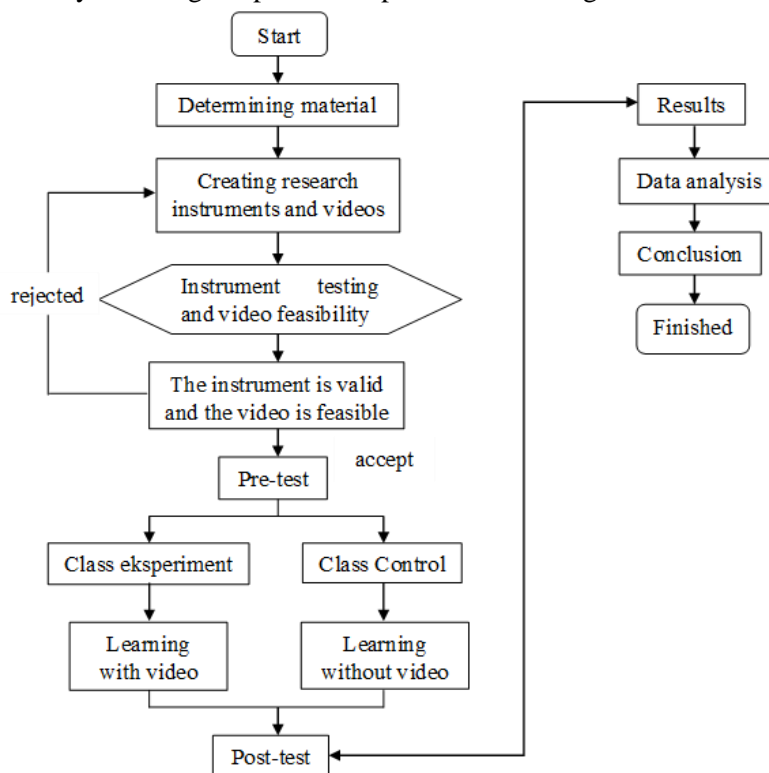 Start
Determining material
Creating research
instruments and videos
rejected
Instrument testing
and video feasibility
The instrument is valid
and the video is feasible
accept
Pre-test
Class eksperiment
Class Control
Learning
with video
Learning
without video
Post-test
Results
Data analysis
Conclusion
Finished